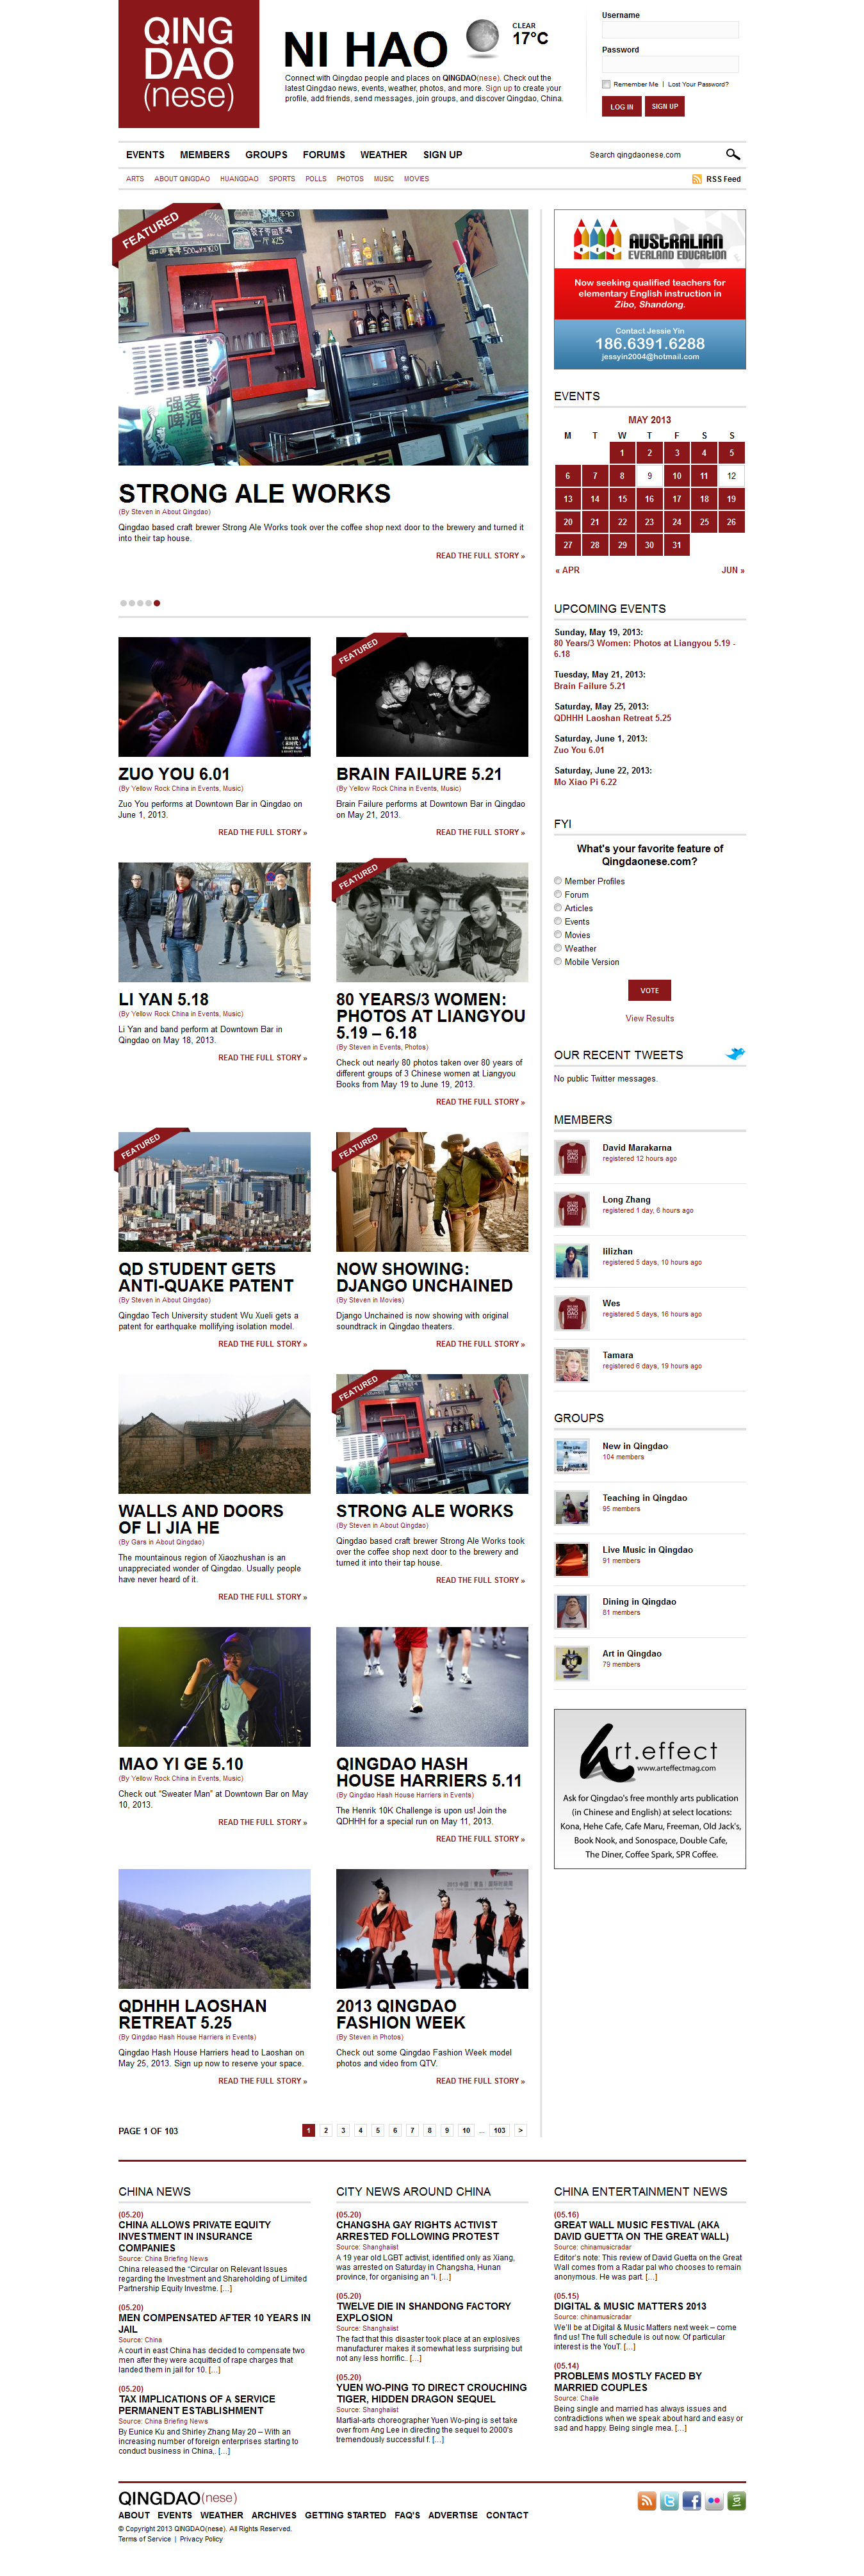 QING
DAO
(nese)
NI HAO
CLEAR
17°C
Connect with Qingdao people and places on QINGDAO(nese). Check out the
latest Qingdao news, events, weather, photos, and more. Sign up to create your
profile, add friends, send messages, join groups, and discover Qingdao, China.
Username
Password
Remember Me | Lost Your Password?
LOG IN SIGN UP
EVENTS MEMBERS GROUPS FORUMS WEATHER SIGN UP
Search qingdaonese.com
ARTS ABOUT QINGDAO HUANGDAO SPORTS POLLS PHOTOS MUSIC MOVIES
RSS Feed
FEATURED
强啤
麦酒
STRONG ALE WORKS
(By Steven in About Qingdao)
Qingdao based craft brewer Strong Ale Works took over the coffee shop next door to the brewery and turned it
into their tap house.
READ THE FULL STORY »
ZUO YOU 6.01
(By Yellow Rock China in Events, Music)
Zuo You performs at Downtown Bar in Qingdao on
June 1, 2013.
READ THE FULL STORY »
FEATURED
BRAIN FAILURE 5.21
(By Yellow Rock China in Events, Music)
Brain Failure performs at Downtown Bar in Qingdao
on May 21, 2013.
READ THE FULL STORY »
LI YAN 5.18
(By Yellow Rock China in Events, Music)
Li Yan and band perform at Downtown Bar in
Qingdao on May 18, 2013.
READ THE FULL STORY »
FEATURED
80 YEARS/3 WOMEN:
PHOTOS AT LIANGYOU
5.19 – 6.18
(By Steven in Events, Photos)
Check out nearly 80 photos taken over 80 years of
different groups of 3 Chinese women at Liangyou
Books from May 19 to June 19, 2013.
READ THE FULL STORY »
FEATURED
QD STUDENT GETS
ANTI-QUAKE PATENT
(By Steven in About Qingdao)
Qingdao Tech University student Wu Xueli gets a
patent for earthquake mollifying isolation model.
READ THE FULL STORY »
FEATURED
NOW SHOWING:
DJANGO UNCHAINED
(By Steven in Movies)
Django Unchained is now showing with original
soundtrack in Qingdao theaters.
READ THE FULL STORY »
WALLS AND DOORS
OF LI JIA HE
(By Gars in About Qingdao)
The mountainous region of Xiaozhushan is an
unappreciated wonder of Qingdao. Usually people
have never heard of it.
READ THE FULL STORY »
FEATURED
STRONG ALE WORKS
(By Steven in About Qingdao)
Qingdao based craft brewer Strong Ale Works took
over the coffee shop next door to the brewery and
turned it into their tap house.
READ THE FULL STORY »
MAO YI GE 5.10
(By Yellow Rock China in Events, Music)
Check out "Sweater Man" at Downtown Bar on May
10, 2013.
READ THE FULL STORY »
QINGDAO HASH
HOUSE HARRIERS 5.11
(By Qingdao Hash House Harriers in Events)
The Henrik 10K Challenge is upon us! Join the
QDHHH for a special run on May 11, 2013.
READ THE FULL STORY »
QDHHH LAOSHAN
RETREAT 5.25
(By Qingdao Hash House Harriers in Events)
Qingdao Hash House Harriers head to Laoshan on
May 25, 2013. Sign up now to reserve your space.
READ THE FULL STORY »
2013 QINGDAO
FASHION WEEK
(By Steven in Photos)
Check out some Qingdao Fashion Week model
photos and video from QTV.
READ THE FULL STORY »
PAGE 1 OF 103
1 2 3 4 5 6 7 8 9 10 ... 103 >
AUSTRALIAN
EVERLAND EDUCATION
Now seeking qualified teachers for
elementary English instruction in
Zibo, Shandong.
Contact Jessie Yin
186.6391.6288
jessyin2004@hotmail.com
EVENTS
MAY 2013
M T W T F S S
1 2 3 4 5
6 7 8 9 10 11 12
13 14 15 16 17 18 19
20 21 22 23 24 25 26
27 28 29 30 31
« APR JUN »
UPCOMING EVENTS
Sunday, May 19, 2013:
80 Years/3 Women: Photos at Liangyou 5.19 -
6.18
Tuesday, May 21, 2013:
Brain Failure 5.21
Saturday, May 25, 2013:
QDHHH Laoshan Retreat 5.25
Saturday, June 1, 2013:
Zuo You 6.01
Saturday, June 22, 2013:
Mo Xiao Pi 6.22
FYI
What's your favorite feature of
Qingdaonese.com?
Member Profiles
Forum
Articles
Events
Movies
Weather
Mobile Version
VOTE
View Results
OUR RECENT TWEETS
No public Twitter messages.
MEMBERS
David Marakarna
registered 12 hours ago
Long Zhang
registered 1 day, 6 hours ago
lilizhan
registered 5 days, 10 hours ago
Wes
registered 5 days, 16 hours ago
Tamara
registered 6 days, 19 hours ago
GROUPS
New in Qingdao
104 members
Teaching in Qingdao
95 members
Live Music in Qingdao
91 members
Dining in Qingdao
81 members
Art in Qingdao
79 members
Art.effect
www.arteffectmag.com
Ask for Qingdao's free monthly arts publication
(in Chinese and English) at select locations:
Kona, Hehe Cafe, Cafe Maru, Freeman, Old Jack's,
Book Nook, and Sonospace, Double Cafe,
The Diner, Coffee Spark, SPR Coffee.
CHINA NEWS
(05.20)
CHINA ALLOWS PRIVATE EQUITY
INVESTMENT IN INSURANCE
COMPANIES
Source: China Briefing News
China released the "Circular on Relevant Issues
regarding the Investment and Shareholding of Limited
Partnership Equity Investme. [...]
(05.20)
MEN COMPENSATED AFTER 10 YEARS IN
JAIL
Source: China
A court in east China has decided to compensate two
men after they were acquitted of rape charges that
landed them in jail for 10. [...]
(05.20)
TAX IMPLICATIONS OF A SERVICE
PERMANENT ESTABLISHMENT
Source: China Briefing News
By Eunice Ku and Shirley Zhang May 20 – With an
increasing number of foreign enterprises starting to
conduct business in China,. [...]
CITY NEWS AROUND CHINA
(05.20)
CHANGSHA GAY RIGHTS ACTIVIST
ARRESTED FOLLOWING PROTEST
Source: Shanghaiist
A 19 year old LGBT activist, identified only as Xiang,
was arrested on Saturday in Changsha, Hunan
province, for organising an "i. [...]
(05.20)
TWELVE DIE IN SHANDONG FACTORY
EXPLOSION
Source: Shanghaiist
The fact that this disaster took place at an explosives
manufacturer makes it somewhat less surprising but
not any less horrific.. [...]
(05.20)
YUEN WO-PING TO DIRECT CROUCHING
TIGER, HIDDEN DRAGON SEQUEL
Source: Shanghaiist
Martial-arts choreographer Yuen Wo-ping is set take
over from Ang Lee in directing the sequel to 2000's
tremendously successful f. [...]
CHINA ENTERTAINMENT NEWS
(05.16)
GREAT WALL MUSIC FESTIVAL (AKA
DAVID GUETTA ON THE GREAT WALL)
Source: chinamusicradar
Editor's note: This review of David Guetta on the Great
Wall comes from a Radar pal who chooses to remain
anonymous. He was part. [...]
(05.15)
DIGITAL & MUSIC MATTERS 2013
Source: chinamusicradar
We'll be at Digital & Music Matters next week – come
find us! The full schedule is out now. Of particular
interest is the YouT. [...]
(05.14)
PROBLEMS MOSTLY FACED BY
MARRIED COUPLES
Source: Chaile
Being single and married has always issues and
contradictions when we speak about hard and easy or
sad and happy. Being single mea. [...]
QINGDAO(nese)
ABOUT EVENTS WEATHER ARCHIVES GETTING STARTED FAQ'S ADVERTISE CONTACT
© Copyright 2013 QINGDAO(nese). All Rights Reserved.
Terms of Service | Privacy Policy